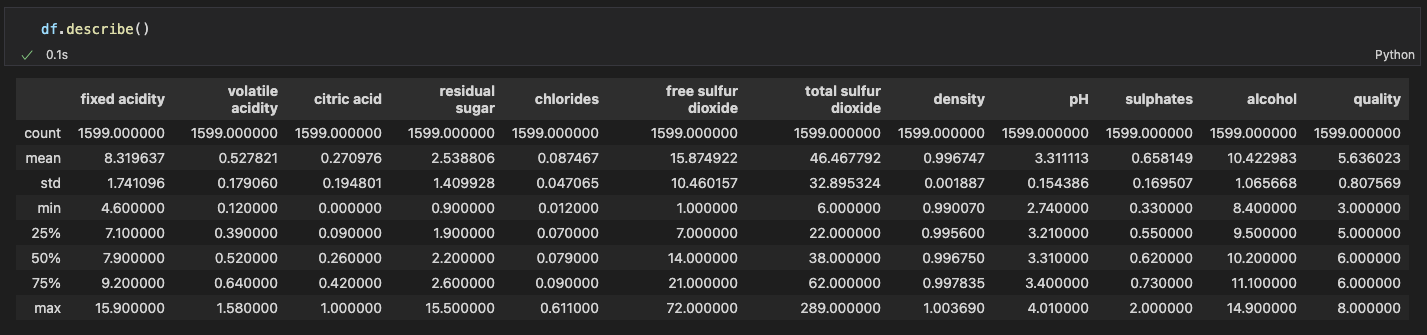 df.describe()
✓ 0.1s Python
fixed acidity volatile acidity citric acid residual sugar chlorides free sulfur dioxide total sulfur dioxide density pH sulphates alcohol quality
count 1599.000000 1599.000000 1599.000000 1599.000000 1599.000000 1599.000000 1599.000000 1599.000000 1599.000000 1599.000000 1599.000000 1599.000000
mean 8.319637 0.527821 0.270976 2.538806 0.087467 15.874922 46.467792 0.996747 3.311113 0.658149 10.422983 5.636023
std 1.741096 0.179060 0.194801 1.409928 0.047065 10.460157 32.895324 0.001887 0.154386 0.169507 1.065668 0.807569
min 4.600000 0.120000 0.000000 0.900000 0.012000 1.000000 6.000000 0.990070 2.740000 0.330000 8.400000 3.000000
25% 7.100000 0.390000 0.090000 1.900000 0.070000 7.000000 22.000000 0.995600 3.210000 0.550000 9.500000 5.000000
50% 7.900000 0.520000 0.260000 2.200000 0.079000 14.000000 38.000000 0.996750 3.310000 0.620000 10.200000 6.000000
75% 9.200000 0.640000 0.420000 2.600000 0.090000 21.000000 62.000000 0.997835 3.400000 0.730000 11.100000 6.000000
max 15.900000 1.580000 1.000000 15.500000 0.611000 72.000000 289.000000 1.003690 4.010000 2.000000 14.900000 8.000000